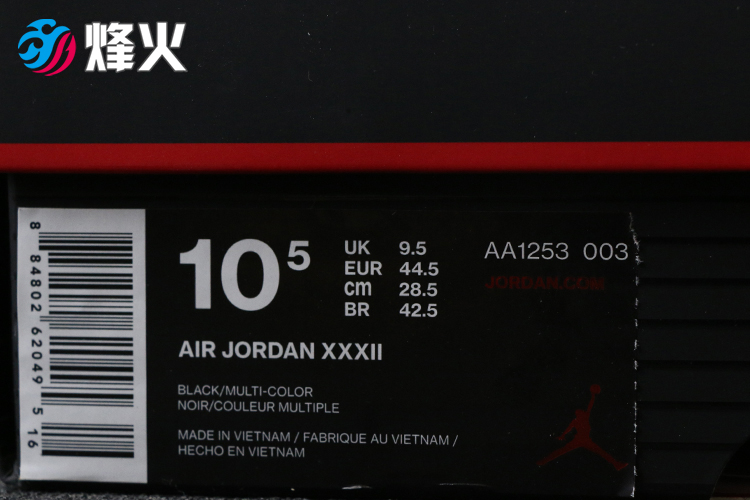 烽火
10⁵
UK 9.5
EUR 44.5
cm 28.5
BR 42.5
AA1253 003
JORDAN.COM
AIR JORDAN XXXII
BLACK/MULTI-COLOR
NOIR/COULEUR MULTIPLE
MADE IN VIETNAM / FABRIQUE AU VIETNAM /
HECHO EN VIETNAM
8 84802 62049 5 16